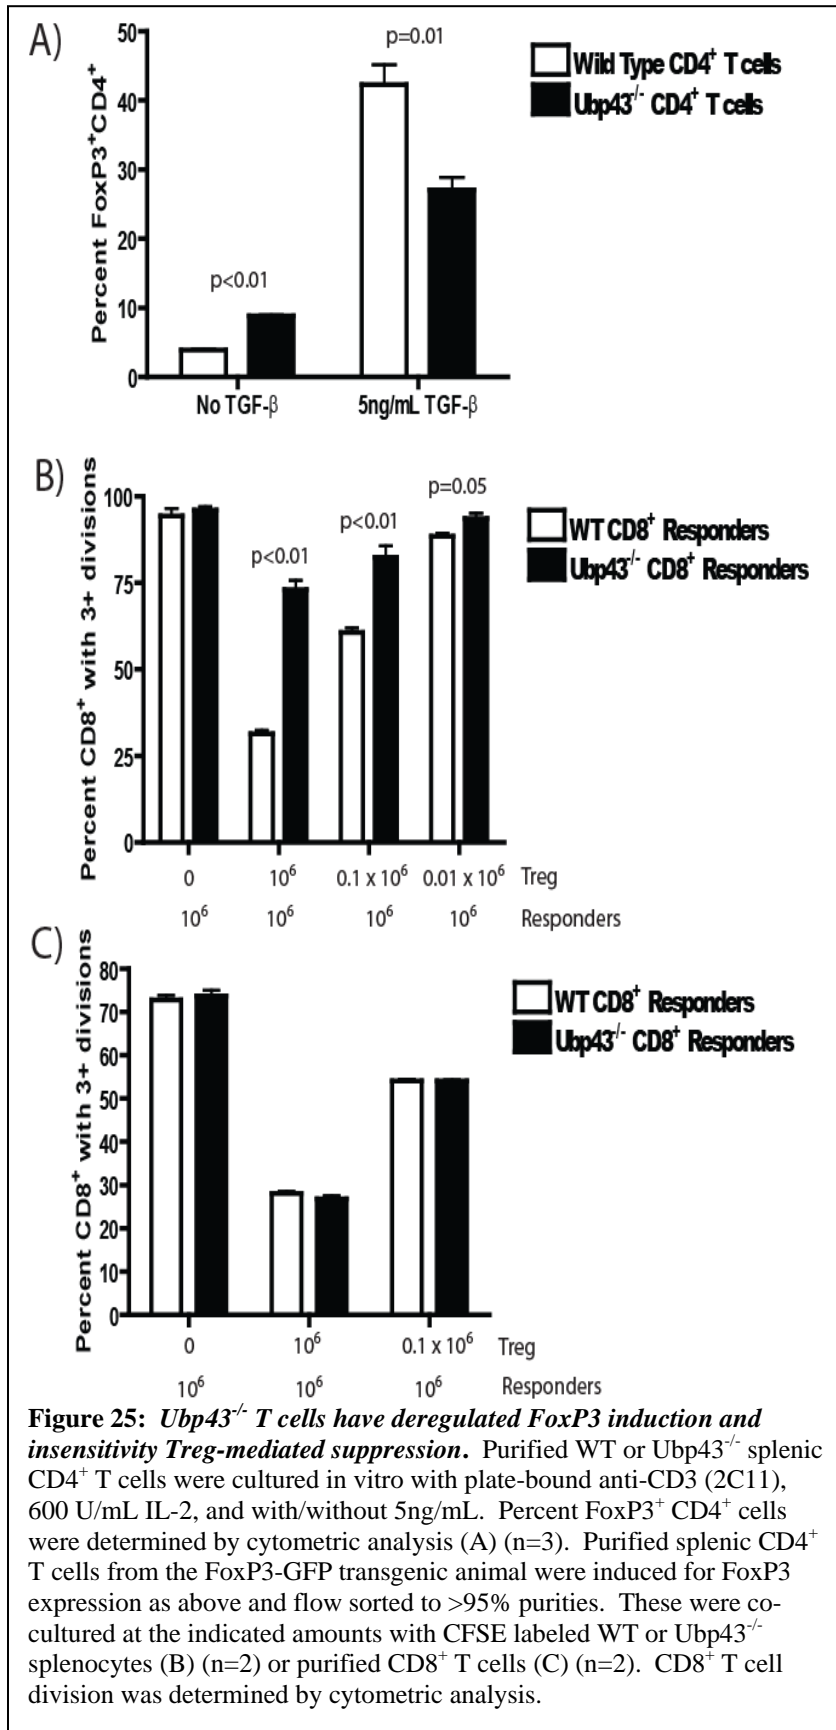 A)
Percent FoxP3⁺CD4⁺
50
40
30
20
10
0
p<0.01
p=0.01
No TGF-β
5ng/mL TGF-β
Wild Type CD4⁺ T cells
Ubp43⁻/⁻ CD4⁺ T cells
B)
Percent CD8⁺ with 3+ divisions
100
75
50
25
0
p<0.01
p<0.01
p=0.05
WT CD8⁺ Responders
Ubp43⁻/⁻ CD8⁺ Responders
0 10⁶ 0.1 x 10⁶ 0.01 x 10⁶ Treg
10⁶ 10⁶ 10⁶ 10⁶ Responders
C)
Percent CD8⁺ with 3+ divisions
80
70
60
50
40
30
20
10
0
WT CD8⁺ Responders
Ubp43⁻/⁻ CD8⁺ Responders
0 10⁶ 0.1 x 10⁶ Treg
10⁶ 10⁶ 10⁶ Responders
Figure 25: Ubp43⁻/⁻ T cells have deregulated FoxP3 induction and
insensitivity Treg-mediated suppression. Purified WT or Ubp43⁻/⁻ splenic
CD4⁺ T cells were cultured in vitro with plate-bound anti-CD3 (2C11),
600 U/mL IL-2, and with/without 5ng/mL. Percent FoxP3⁺ CD4⁺ cells
were determined by cytometric analysis (A) (n=3). Purified splenic CD4⁺
T cells from the FoxP3-GFP transgenic animal were induced for FoxP3
expression as above and flow sorted to >95% purities. These were co-
cultured at the indicated amounts with CFSE labeled WT or Ubp43⁻/⁻
splenocytes (B) (n=2) or purified CD8⁺ T cells (C) (n=2). CD8⁺ T cell
division was determined by cytometric analysis.